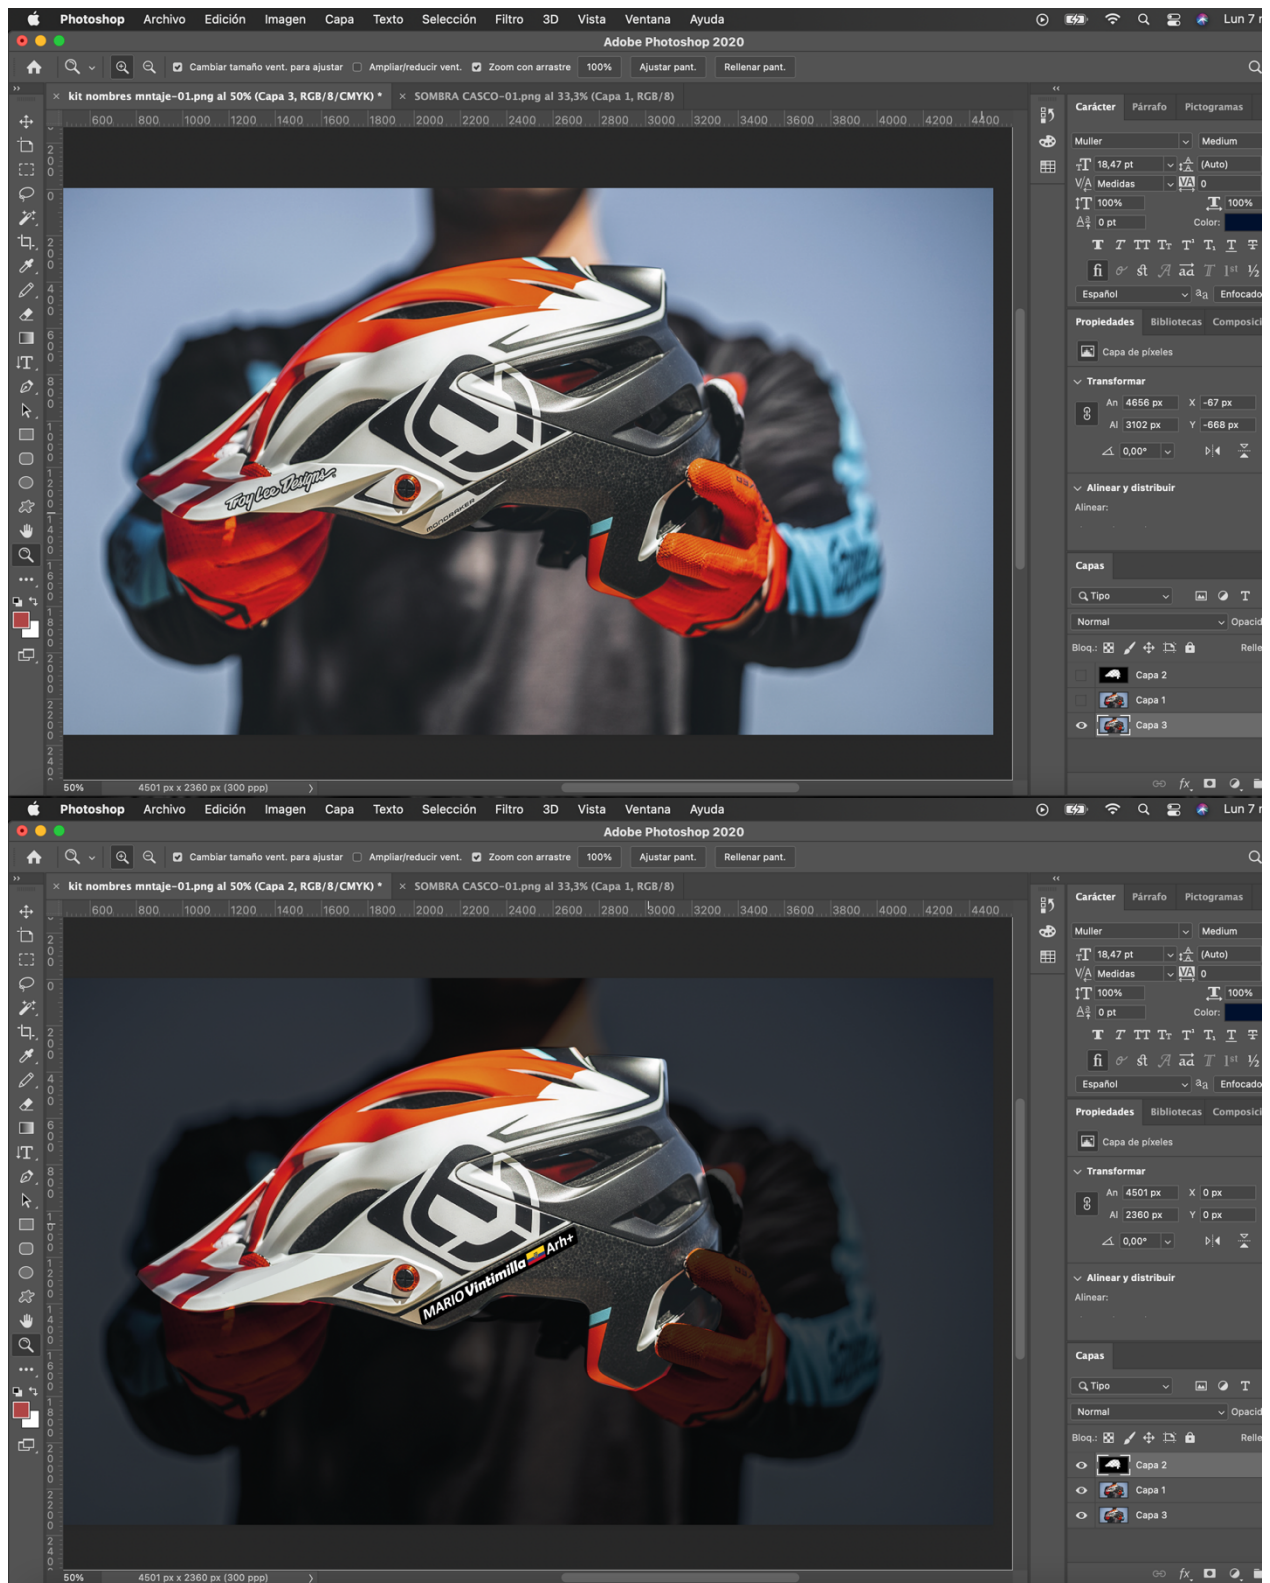 Photoshop Archivo Edición Imagen Capa Texto Selección Filtro 3D Vista Ventana Ayuda Lun 7
Adobe Photoshop 2020
Cambiar tamaño vent. para ajustar Ampliar/reducir vent. Zoom con arrastre 100% Ajustar pant. Rellenar pant.
× kit nombres mntaje-01.png al 50% (Capa 3, RGB/8/CMYK) * × SOMBRA CASCO-01.png al 33,3% (Capa 1, RGB/8)
600 800 1000 1200 1400 1600 1800 2000 2200 2400 2600 2800 3000 3200 3400 3600 3800 4000 4200 4400
Troy Lee Designs
MONDRAKER
Carácter Párrafo Pictogramas
Muller Medium
18,47 pt (Auto)
Medidas 0
100% 100%
0 pt Color:
Español aa Enfocado
Propiedades Bibliotecas Composici
Capa de píxeles
Transformar
An 4656 px X -67 px
Al 3102 px Y -668 px
0,00°
Alinear y distribuir
Alinear:
Capas
Tipo
Normal Opacid
Bloq.: Relle
Capa 2
Capa 1
Capa 3
50% 4501 px x 2360 px (300 ppp)
Photoshop Archivo Edición Imagen Capa Texto Selección Filtro 3D Vista Ventana Ayuda Lun 7
Adobe Photoshop 2020
Cambiar tamaño vent. para ajustar Ampliar/reducir vent. Zoom con arrastre 100% Ajustar pant. Rellenar pant.
× kit nombres mntaje-01.png al 50% (Capa 2, RGB/8/CMYK) * × SOMBRA CASCO-01.png al 33,3% (Capa 1, RGB/8)
600 800 1000 1200 1400 1600 1800 2000 2200 2400 2600 2800 3000 3200 3400 3600 3800 4000 4200 4400
MARIO Vintimilla Arh+
Carácter Párrafo Pictogramas
Muller Medium
18,47 pt (Auto)
Medidas 0
100% 100%
0 pt Color:
Español aa Enfocado
Propiedades Bibliotecas Composici
Capa de píxeles
Transformar
An 4501 px X 0 px
Al 2360 px Y 0 px
0,00°
Alinear y distribuir
Alinear:
Capas
Tipo
Normal Opacid
Bloq.: Relle
Capa 2
Capa 1
Capa 3
50% 4501 px x 2360 px (300 ppp)